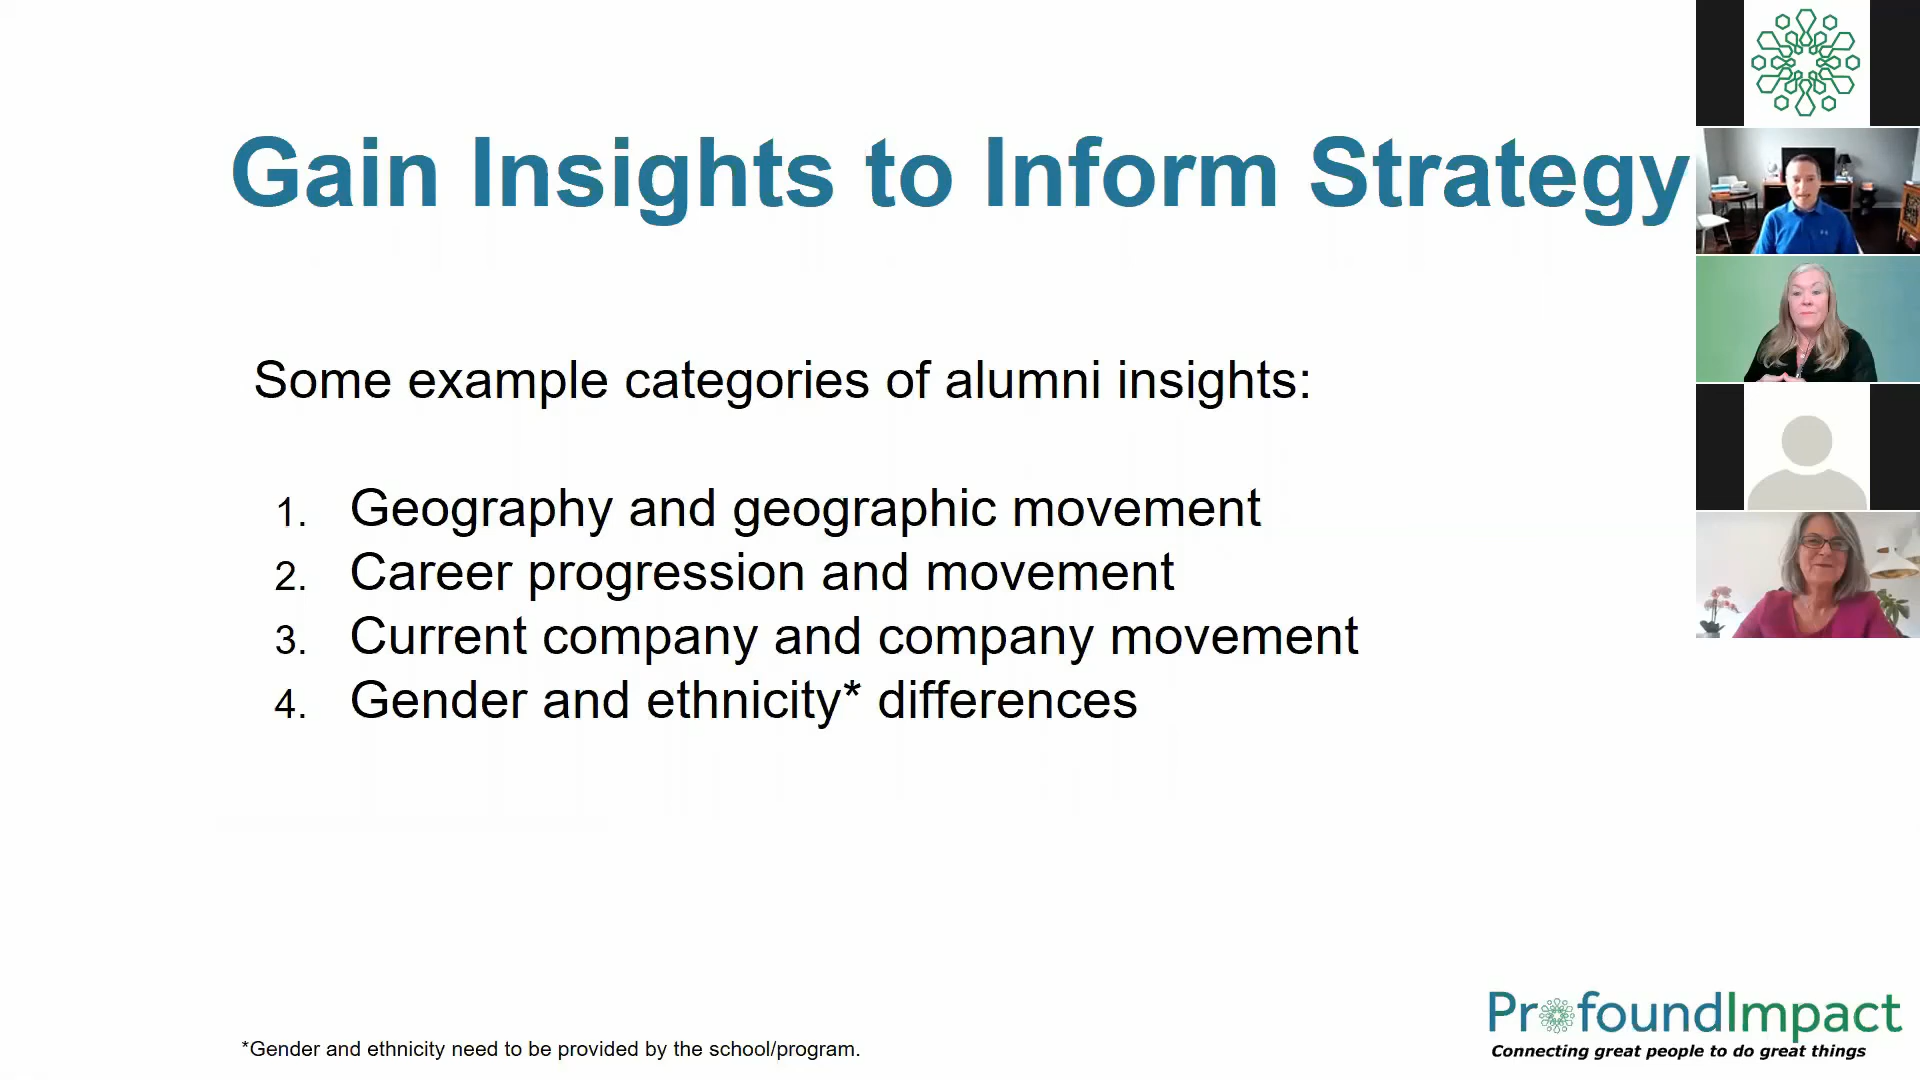 Gain Insights to Inform Strategy
Some example categories of alumni insights:
1. Geography and geographic movement
2. Career progression and movement
3. Current company and company movement
4. Gender and ethnicity* differences
*Gender and ethnicity need to be provided by the school/program.
ProfoundImpact
Connecting great people to do great things